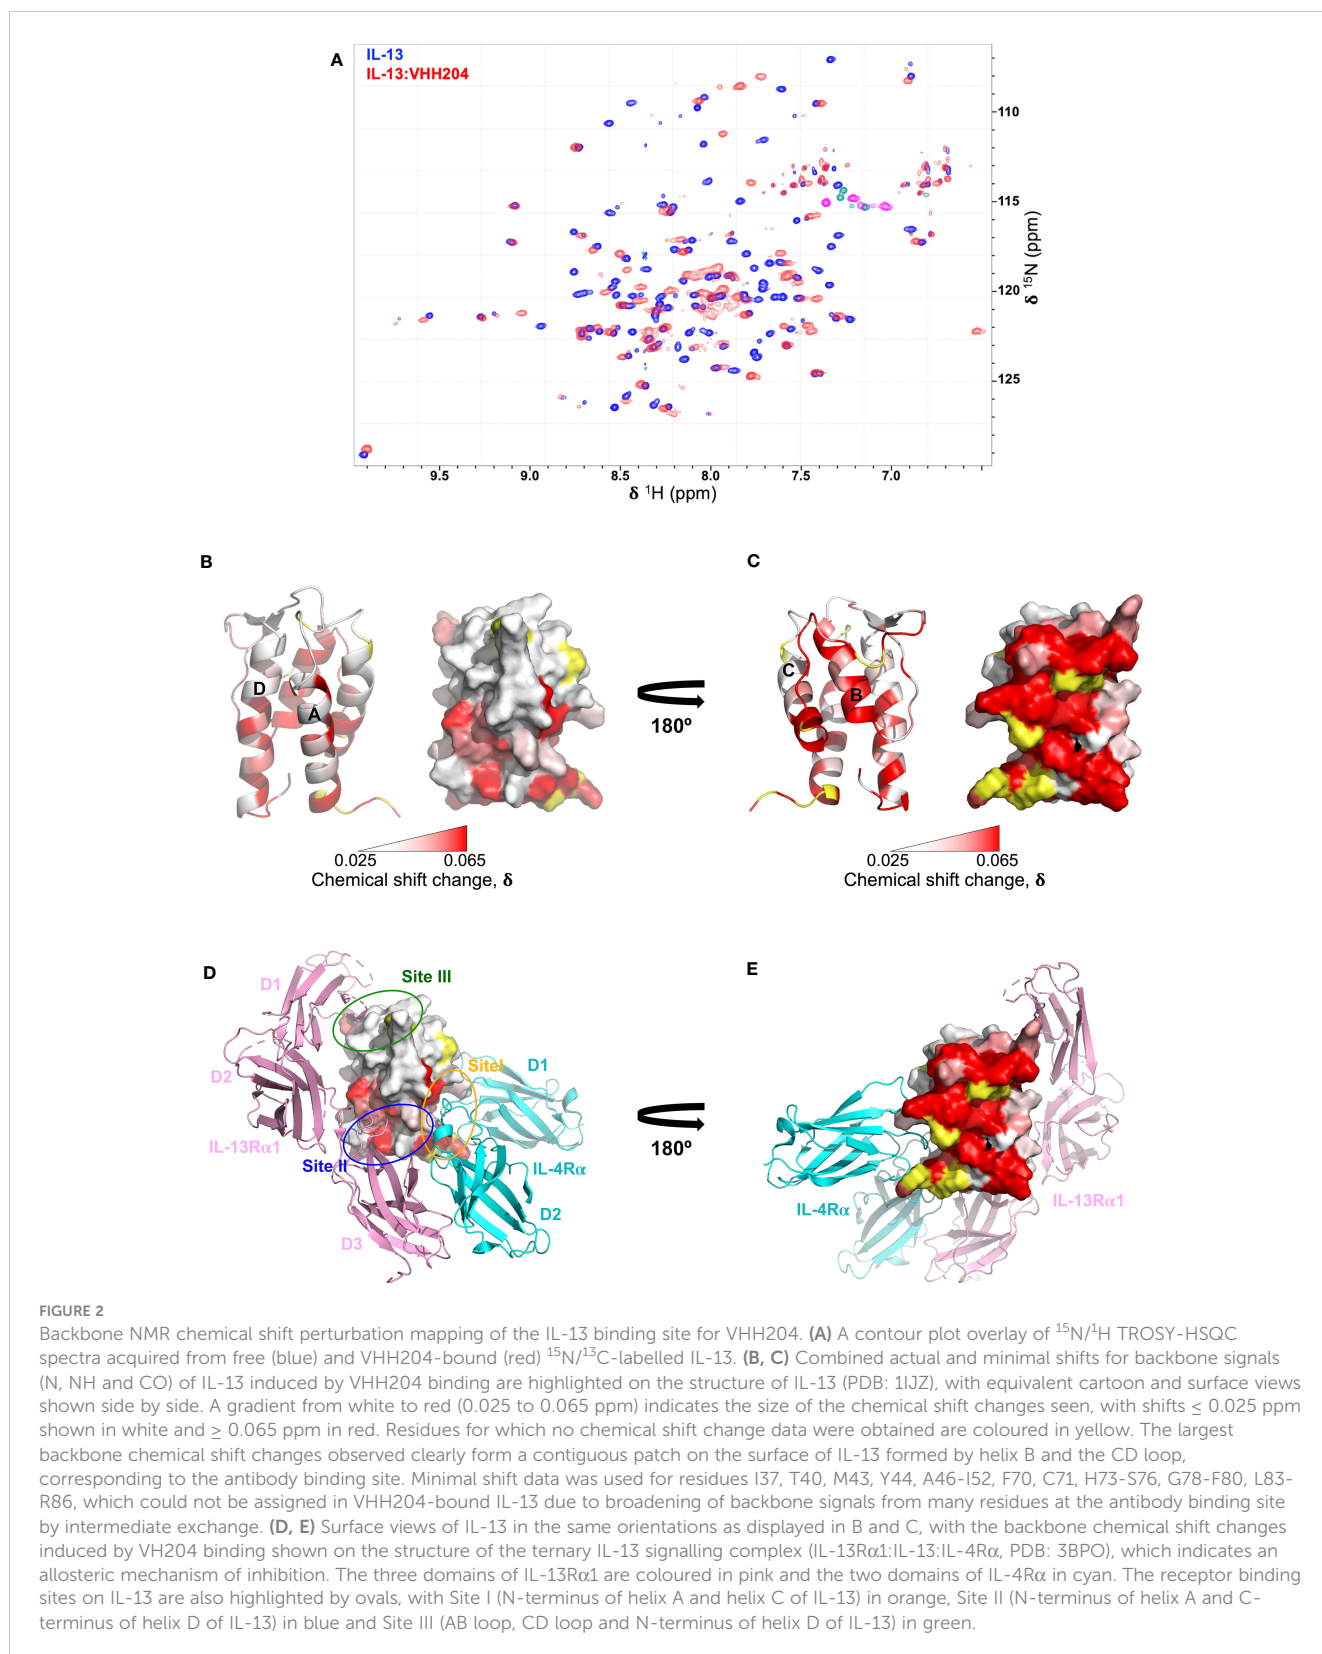 A
IL-13
IL-13:VHH204
110
115
120
125
δ ¹⁵N (ppm)
9.5 9.0 8.5 8.0 7.5 7.0
δ ¹H (ppm)
B
D
A
180º
C
C
B
0.025 0.065
Chemical shift change, δ
0.025 0.065
Chemical shift change, δ
D
D1
Site III
D2
SiteI
D1
IL-13Rα1
Site II
IL-4Rα
D2
D3
180º
E
IL-4Rα
IL-13Rα1
FIGURE 2
Backbone NMR chemical shift perturbation mapping of the IL-13 binding site for VHH204. (A) A contour plot overlay of ¹⁵N/¹H TROSY-HSQC
spectra acquired from free (blue) and VHH204-bound (red) ¹⁵N/¹³C-labelled IL-13. (B, C) Combined actual and minimal shifts for backbone signals
(N, NH and CO) of IL-13 induced by VHH204 binding are highlighted on the structure of IL-13 (PDB: 1IJZ), with equivalent cartoon and surface views
shown side by side. A gradient from white to red (0.025 to 0.065 ppm) indicates the size of the chemical shift changes seen, with shifts ≤ 0.025 ppm
shown in white and ≥ 0.065 ppm in red. Residues for which no chemical shift change data were obtained are coloured in yellow. The largest
backbone chemical shift changes observed clearly form a contiguous patch on the surface of IL-13 formed by helix B and the CD loop,
corresponding to the antibody binding site. Minimal shift data was used for residues I37, T40, M43, Y44, A46-I52, F70, C71, H73-S76, G78-F80, L83-
R86, which could not be assigned in VHH204-bound IL-13 due to broadening of backbone signals from many residues at the antibody binding site
by intermediate exchange. (D, E) Surface views of IL-13 in the same orientations as displayed in B and C, with the backbone chemical shift changes
induced by VH204 binding shown on the structure of the ternary IL-13 signalling complex (IL-13Rα1:IL-13:IL-4Rα, PDB: 3BPO), which indicates an
allosteric mechanism of inhibition. The three domains of IL-13Rα1 are coloured in pink and the two domains of IL-4Rα in cyan. The receptor binding
sites on IL-13 are also highlighted by ovals, with Site I (N-terminus of helix A and helix C of IL-13) in orange, Site II (N-terminus of helix A and C-
terminus of helix D of IL-13) in blue and Site III (AB loop, CD loop and N-terminus of helix D of IL-13) in green.